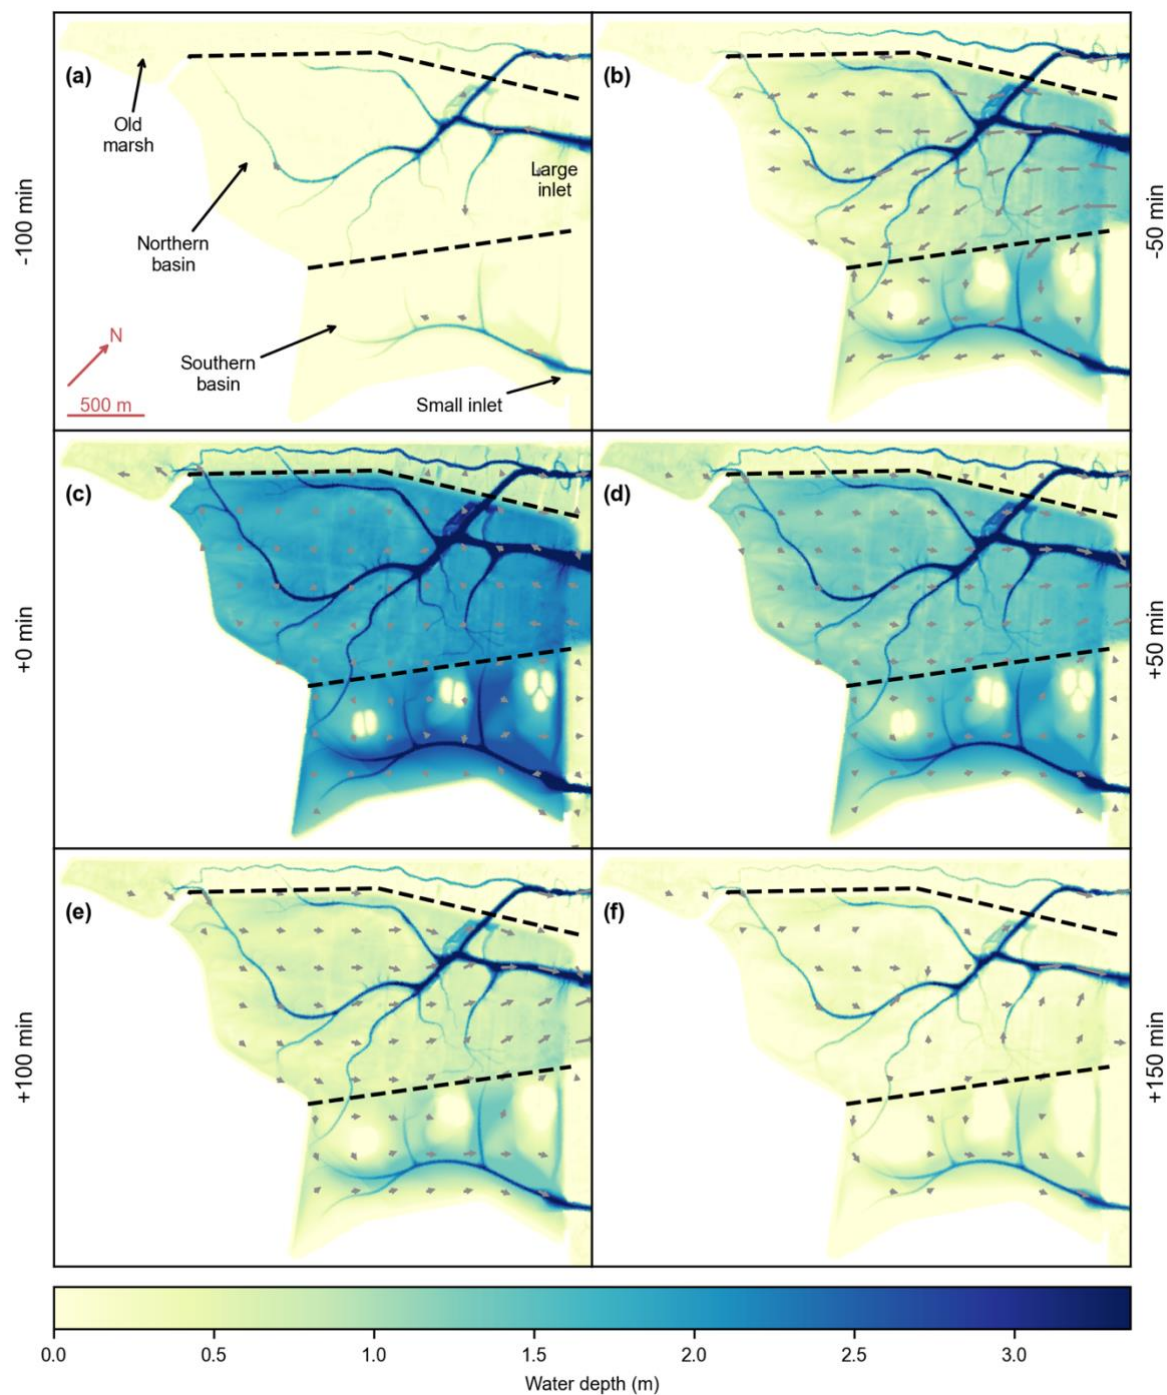 (a)
Old
marsh
Northern
basin
Large
inlet
N
500 m
Southern
basin
Small inlet
-100 min
(b)
-50 min
(c)
+0 min
(d)
+50 min
(e)
+100 min
(f)
+150 min
0.0 0.5 1.0 1.5 2.0 2.5 3.0
Water depth (m)